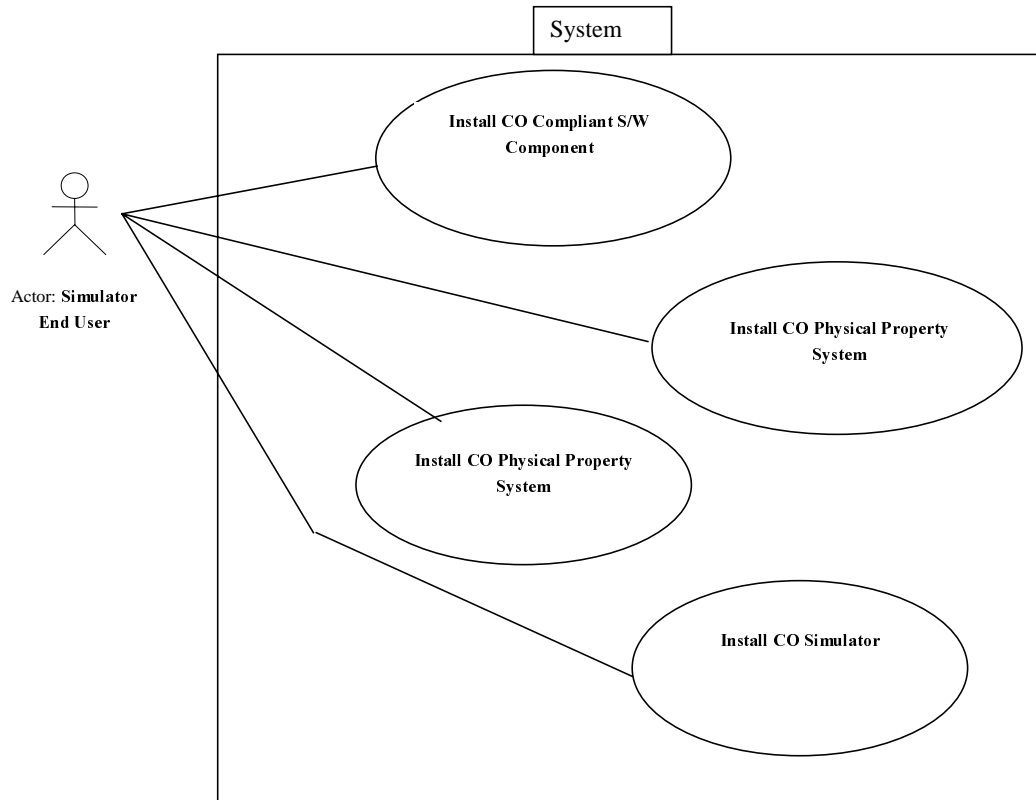 System
Install CO Compliant S/W
Component
Actor: Simulator
End User
Install CO Physical Property
System
Install CO Physical Property
System
Install CO Simulator